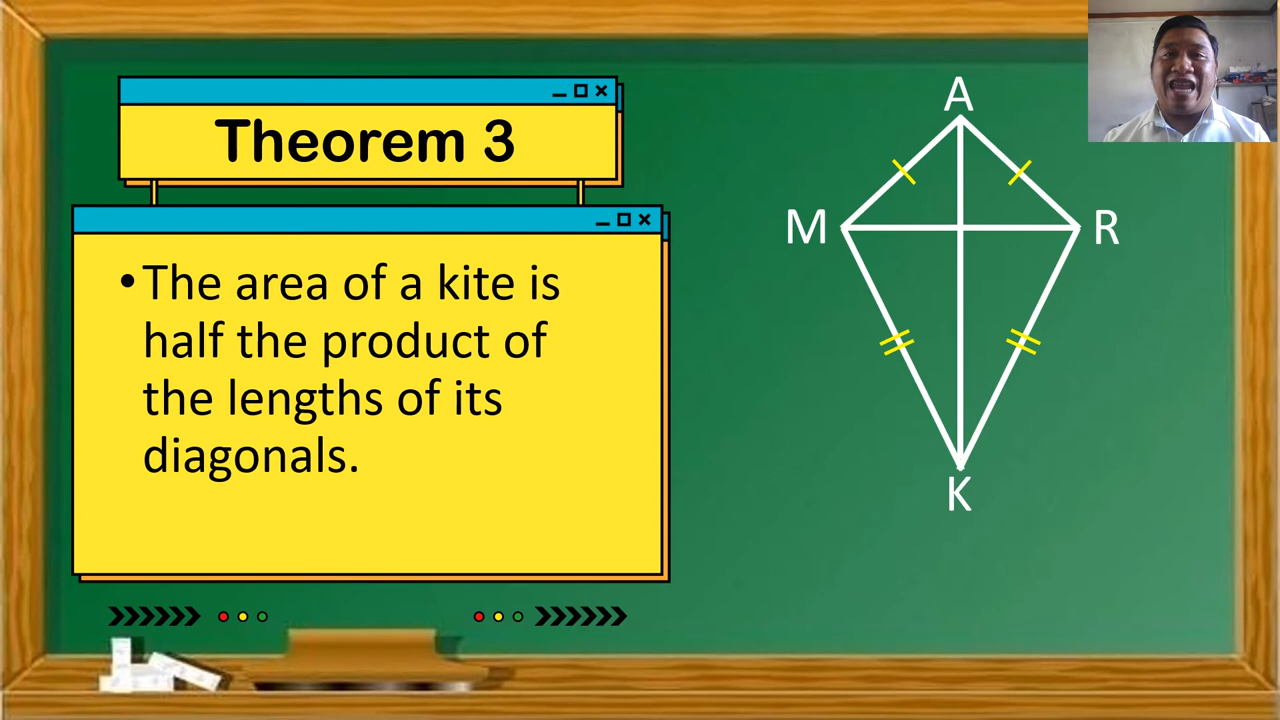 Theorem 3
•The area of a kite is
half the product of
the lengths of its
diagonals.
A
M
R
K